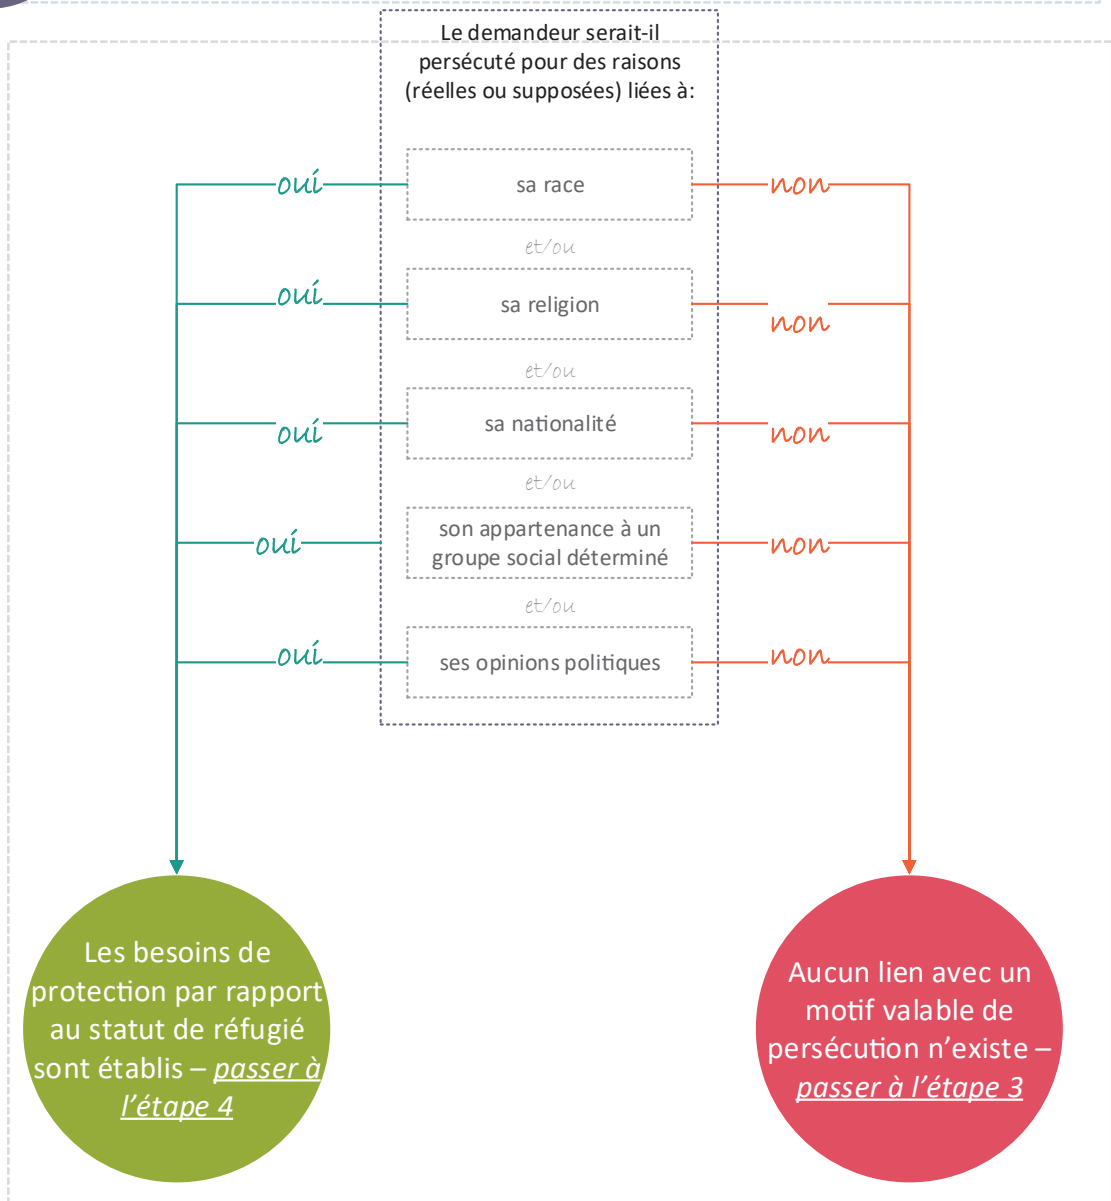 Le demandeur serait-il
persécuté pour des raisons
(réelles ou supposées) liées à:
oui
sa race
non
et/ou
oui
sa religion
non
et/ou
oui
sa nationalité
non
et/ou
oui
son appartenance à un
groupe social déterminé
non
et/ou
oui
ses opinions politiques
non
Les besoins de
protection par rapport
au statut de réfugié
sont établis – passer à
l’étape 4
Aucun lien avec un
motif valable de
persécution n’existe –
passer à l’étape 3